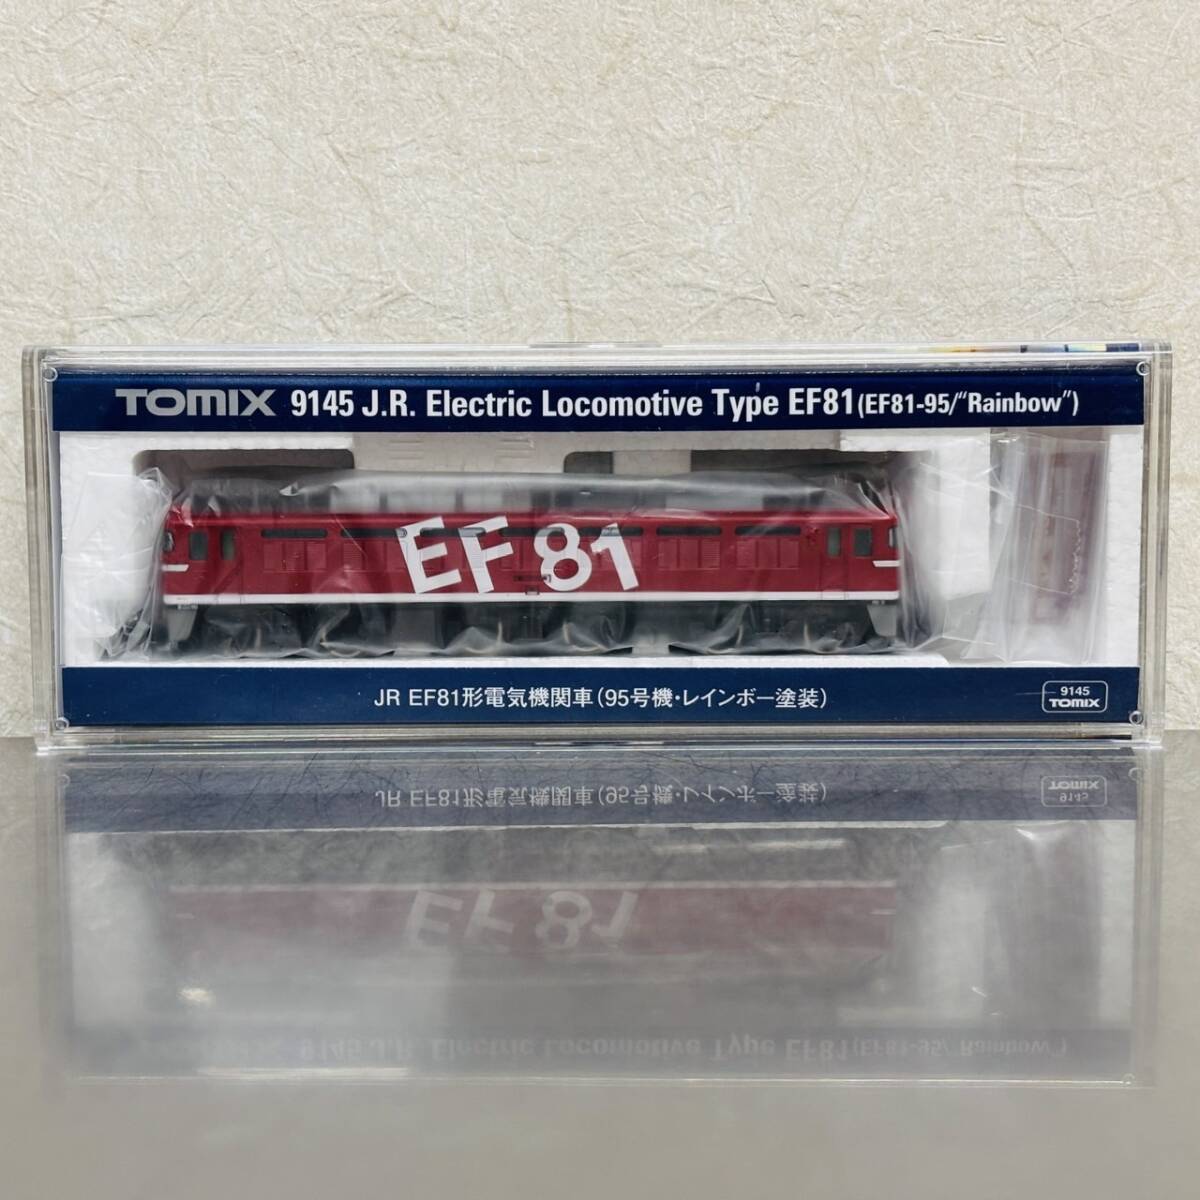 TOMIX 9145 J.R. Electric Locomotive Type EF81(EF81-95/“Rainbow”)
EF81
JR EF81形電気機関車(95号機・レインボー塗装)
9145
TOMIX